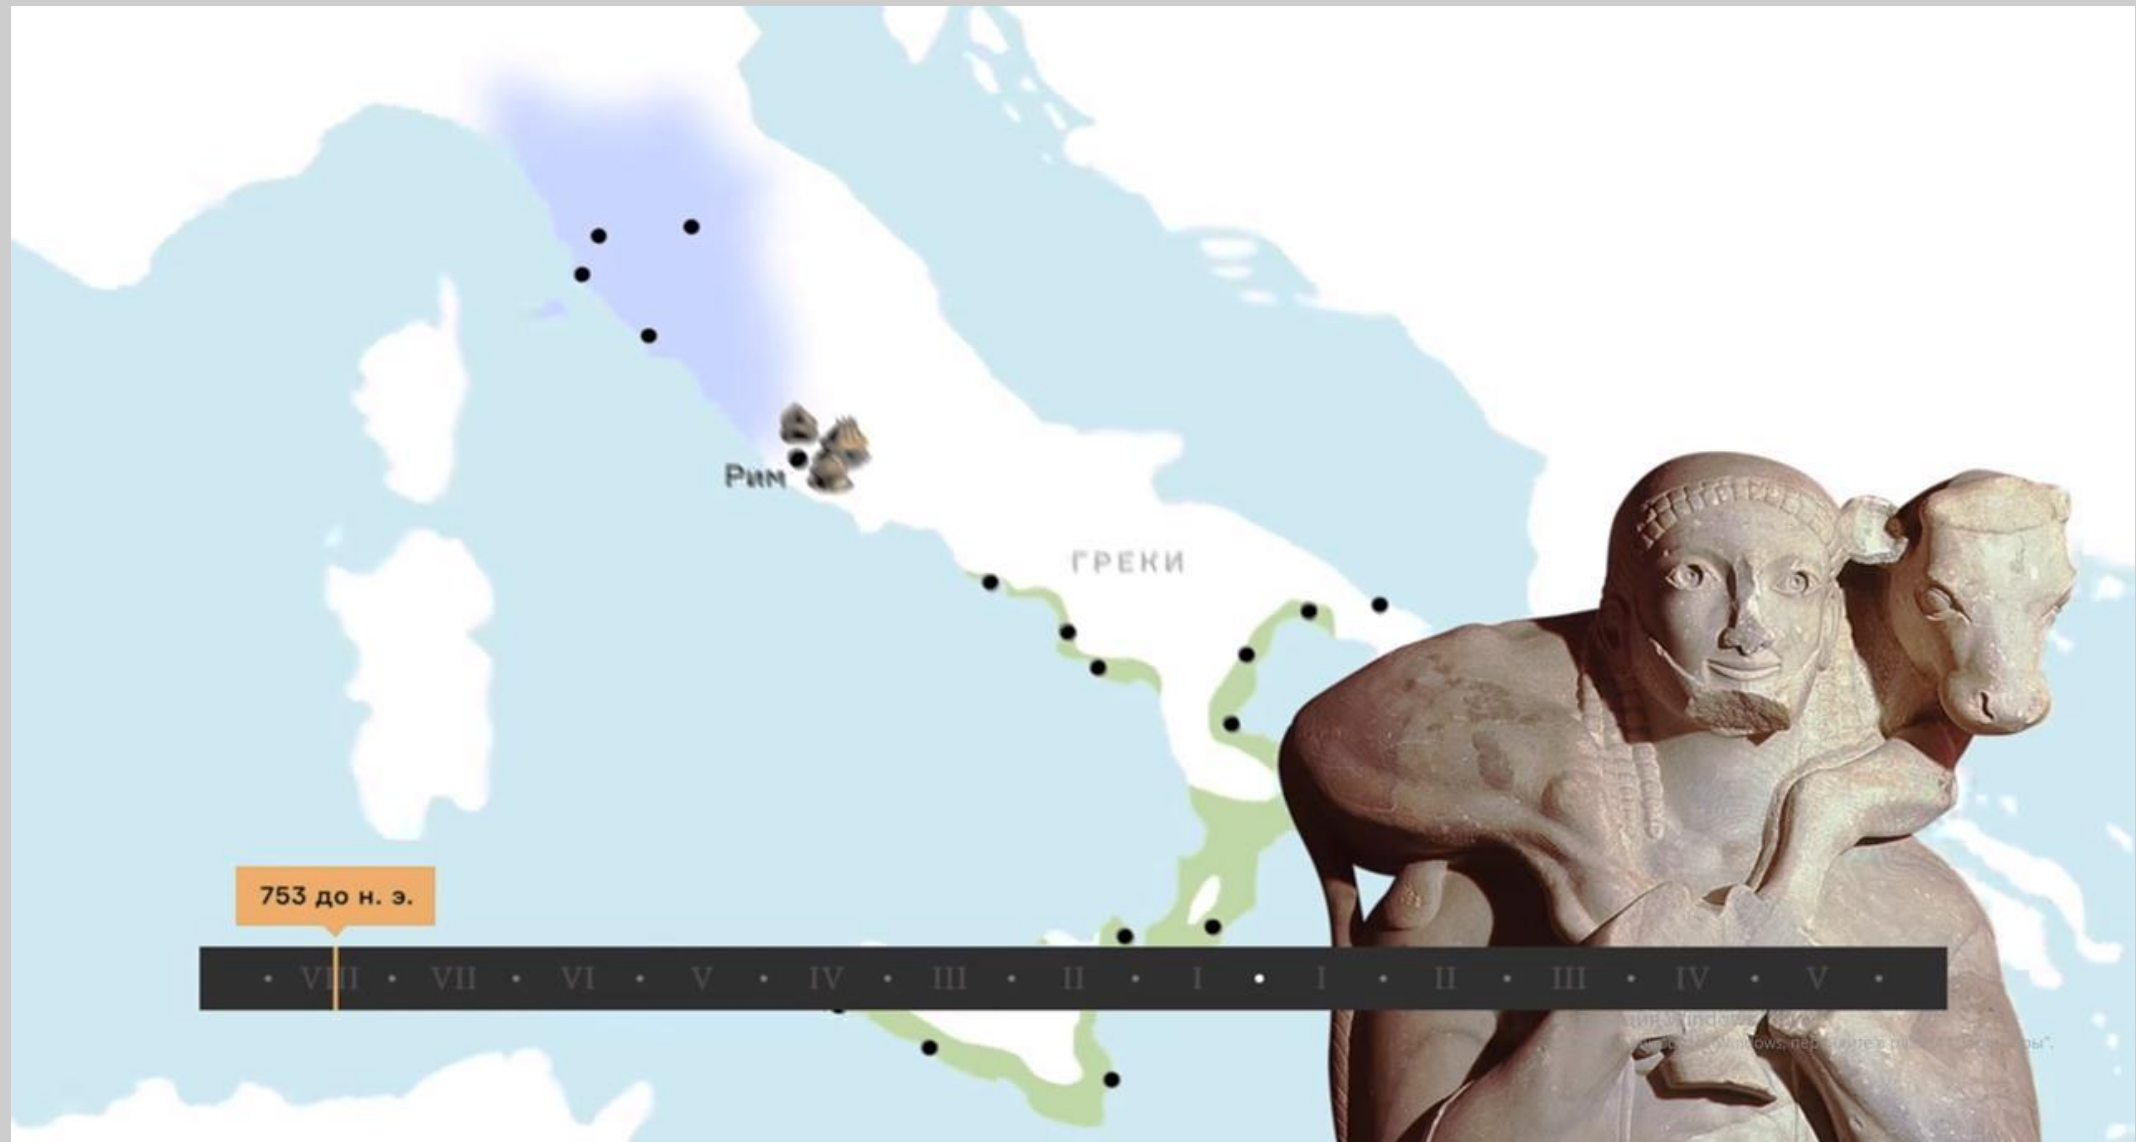 Рим
ГРЕКИ
753 до н. э.
· VIII · VII · VI · V · IV · III · II · I · I · II · III · IV · V ·